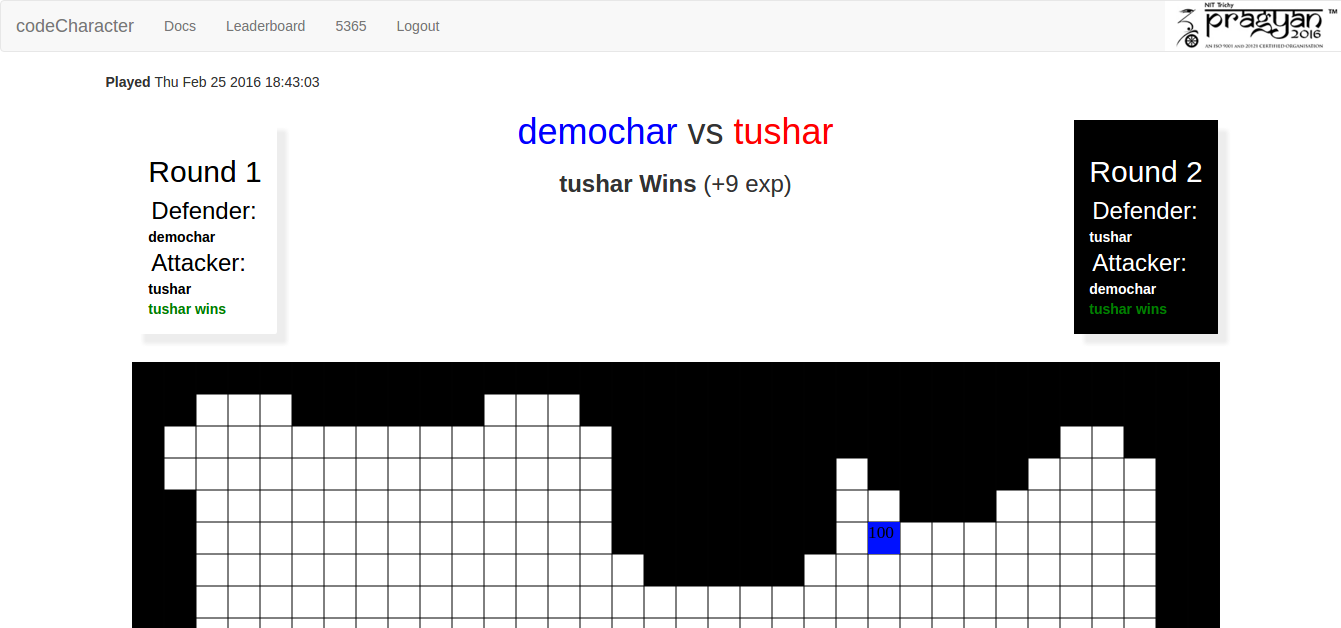 codeCharacter Docs Leaderboard 5365 Logout
NIT Trichy
pragyan TM
2016
AN ISO 9001 AND 20121 CERTIFIED ORGANISATION
Played Thu Feb 25 2016 18:43:03
demochar vs tushar
tushar Wins (+9 exp)
Round 1
Defender:
demochar
Attacker:
tushar
tushar wins
Round 2
Defender:
tushar
Attacker:
demochar
tushar wins
100